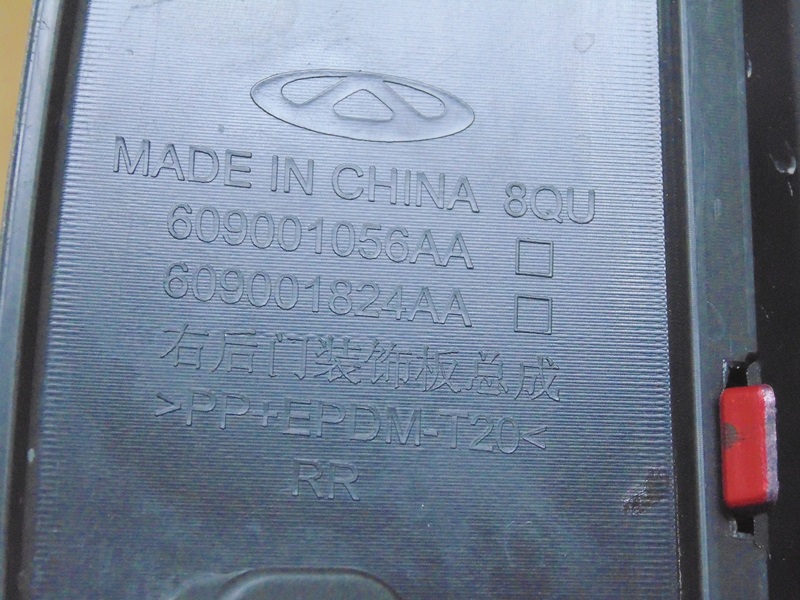 MADE IN CHINA 8QU
609001056AA □
609001824AA □
右后门装饰板总成
>PP+EPDM-T20<
RR